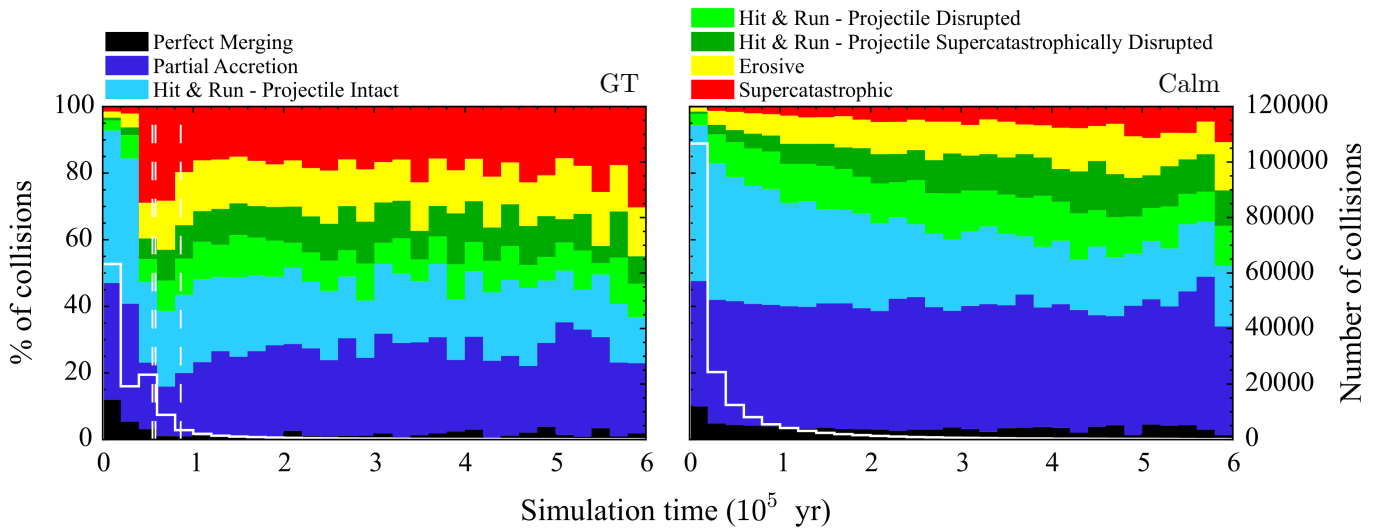 Perfect Merging
Partial Accretion
Hit & Run - Projectile Intact
GT
Hit & Run - Projectile Disrupted
Hit & Run - Projectile Supercatastrophically Disrupted
Erosive
Supercatastrophic
Calm
% of collisions
100
80
60
40
20
0
0 1 2 3 4 5 6
0 1 2 3 4 5 6
120000
100000
80000
60000
40000
20000
0
Number of collisions
Simulation time (10⁵ yr)